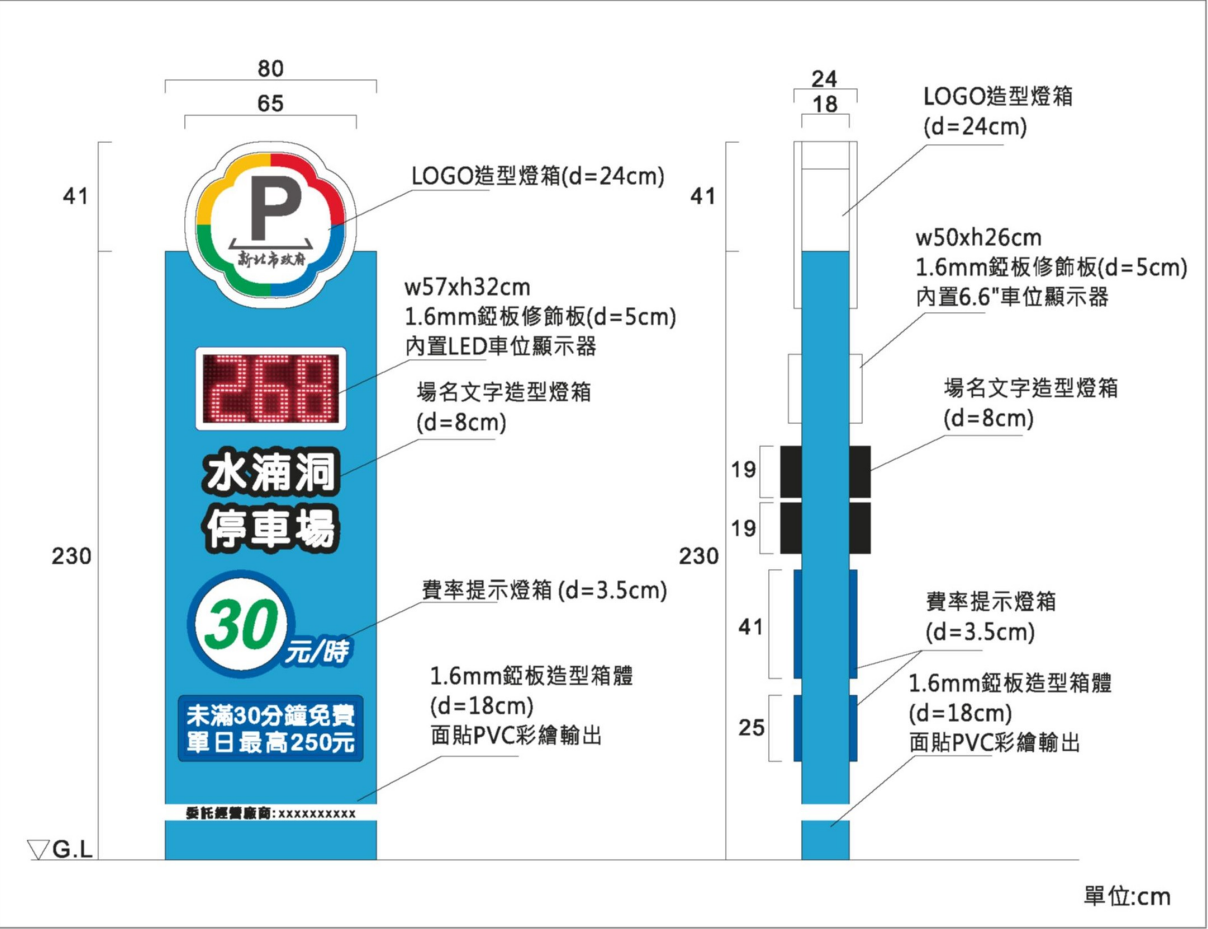 80
65
41
P
新北市政府
LOGO造型燈箱(d=24cm)
w57xh32cm
1.6mm錏板修飾板(d=5cm)
內置LED車位顯示器
268
場名文字造型燈箱
(d=8cm)
水湳洞
停車場
230
30
元/時
費率提示燈箱 (d=3.5cm)
1.6mm錏板造型箱體
(d=18cm)
面貼PVC彩繪輸出
未滿30分鐘免費
單日最高250元
委託經營廠商:xxxxxxxxxx
G.L
24
18
LOGO造型燈箱
(d=24cm)
41
w50xh26cm
1.6mm錏板修飾板(d=5cm)
內置6.6"車位顯示器
場名文字造型燈箱
(d=8cm)
19
19
230
費率提示燈箱
(d=3.5cm)
41
1.6mm錏板造型箱體
(d=18cm)
面貼PVC彩繪輸出
25
單位:cm